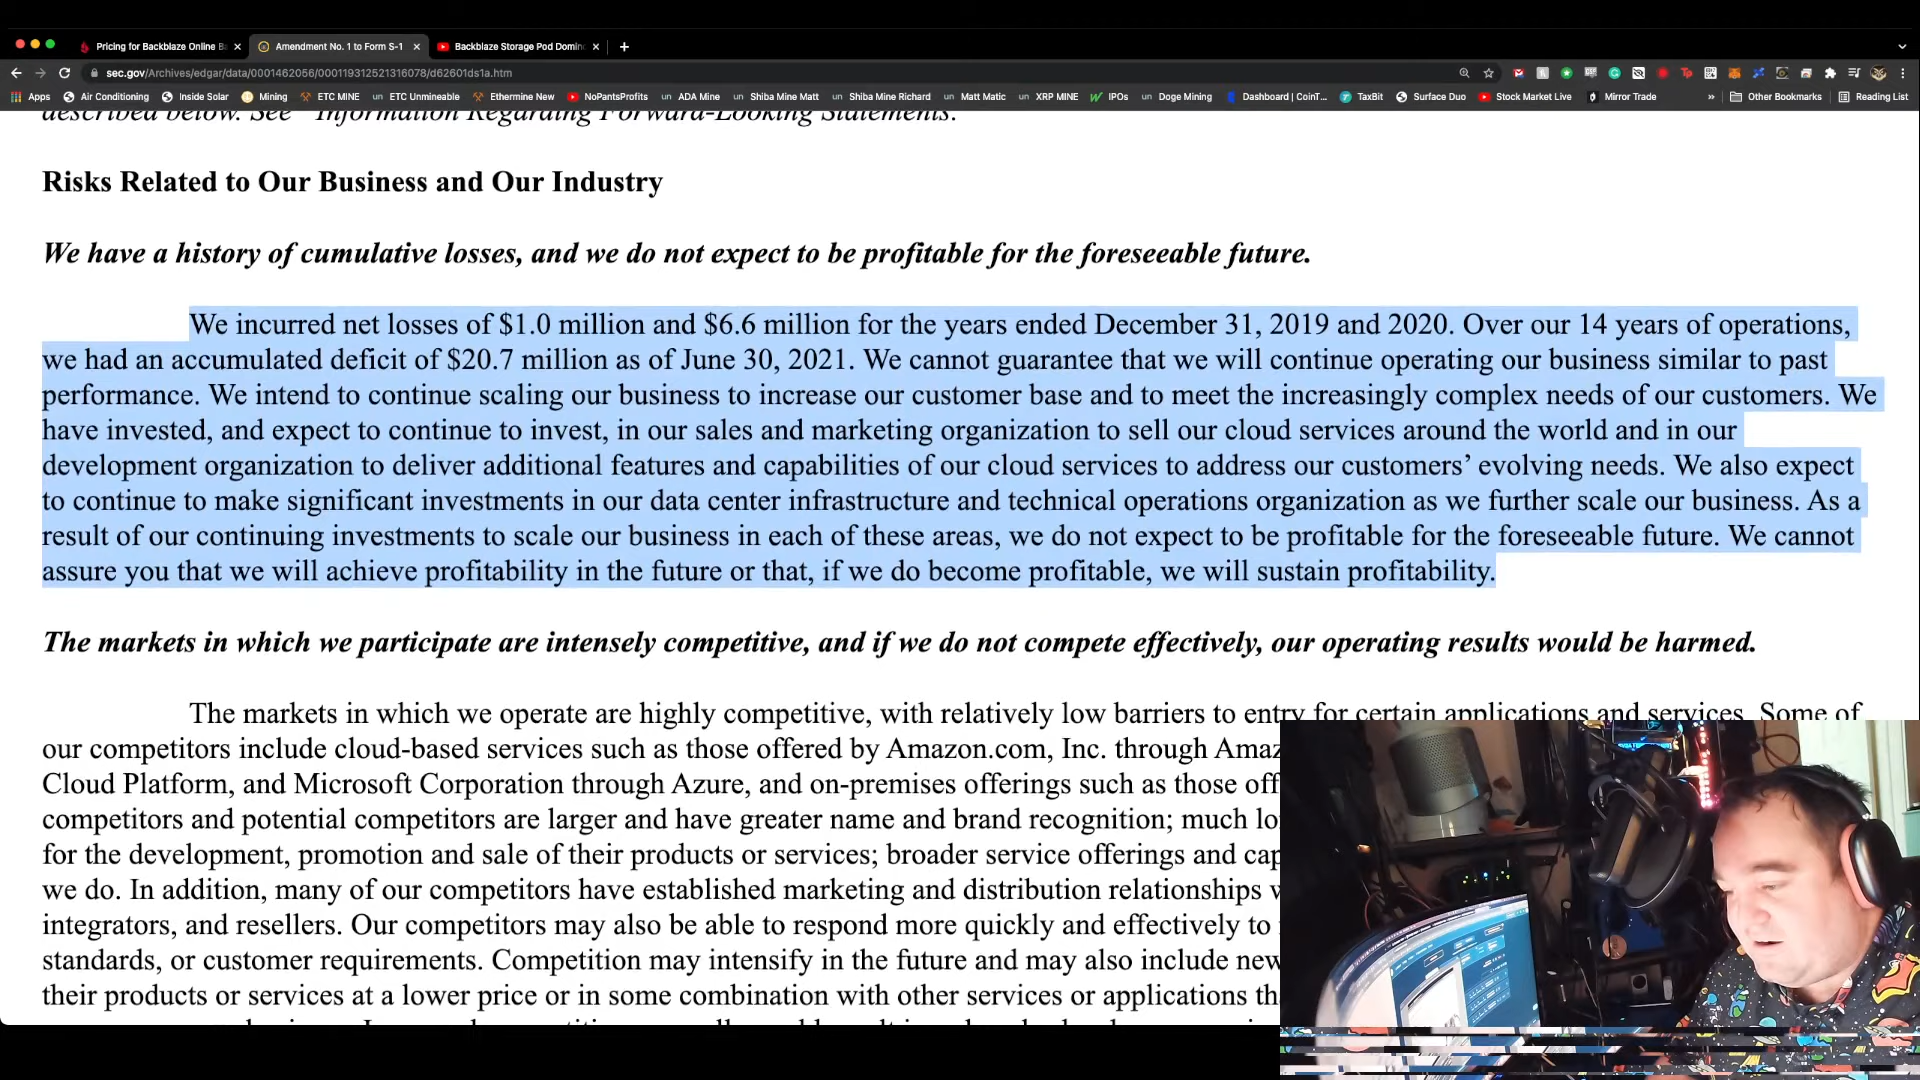 Pricing for Backblaze Online Ba
Amendment No. 1 to Form S-1
Backblaze Storage Pod Domin
sec.gov/Archives/edgar/data/0001462056/000119312521316078/d62601ds1a.htm
Apps Air Conditioning Inside Solar Mining ETC MINE ETC Unmineable Ethermine New NoPantsProfits ADA Mine Shiba Mine Matt Shiba Mine Richard Matt Matic XRP MINE IPOs Doge Mining Dashboard | CoinT... TaxBit Surface Duo Stock Market Live Mirror Trade » Other Bookmarks Reading List
described below. See "Information Regarding Forward-Looking Statements.
Risks Related to Our Business and Our Industry
We have a history of cumulative losses, and we do not expect to be profitable for the foreseeable future.
We incurred net losses of $1.0 million and $6.6 million for the years ended December 31, 2019 and 2020. Over our 14 years of operations,
we had an accumulated deficit of $20.7 million as of June 30, 2021. We cannot guarantee that we will continue operating our business similar to past
performance. We intend to continue scaling our business to increase our customer base and to meet the increasingly complex needs of our customers. We
have invested, and expect to continue to invest, in our sales and marketing organization to sell our cloud services around the world and in our
development organization to deliver additional features and capabilities of our cloud services to address our customers’ evolving needs. We also expect
to continue to make significant investments in our data center infrastructure and technical operations organization as we further scale our business. As a
result of our continuing investments to scale our business in each of these areas, we do not expect to be profitable for the foreseeable future. We cannot
assure you that we will achieve profitability in the future or that, if we do become profitable, we will sustain profitability.
The markets in which we participate are intensely competitive, and if we do not compete effectively, our operating results would be harmed.
The markets in which we operate are highly competitive, with relatively low barriers to entry for certain applications and services. Some of
our competitors include cloud-based services such as those offered by Amazon.com, Inc. through Amaz
Cloud Platform, and Microsoft Corporation through Azure, and on-premises offerings such as those off
competitors and potential competitors are larger and have greater name and brand recognition; much lo
for the development, promotion and sale of their products or services; broader service offerings and cap
we do. In addition, many of our competitors have established marketing and distribution relationships
integrators, and resellers. Our competitors may also be able to respond more quickly and effectively to
standards, or customer requirements. Competition may intensify in the future and may also include new
their products or services at a lower price or in some combination with other services or applications tha